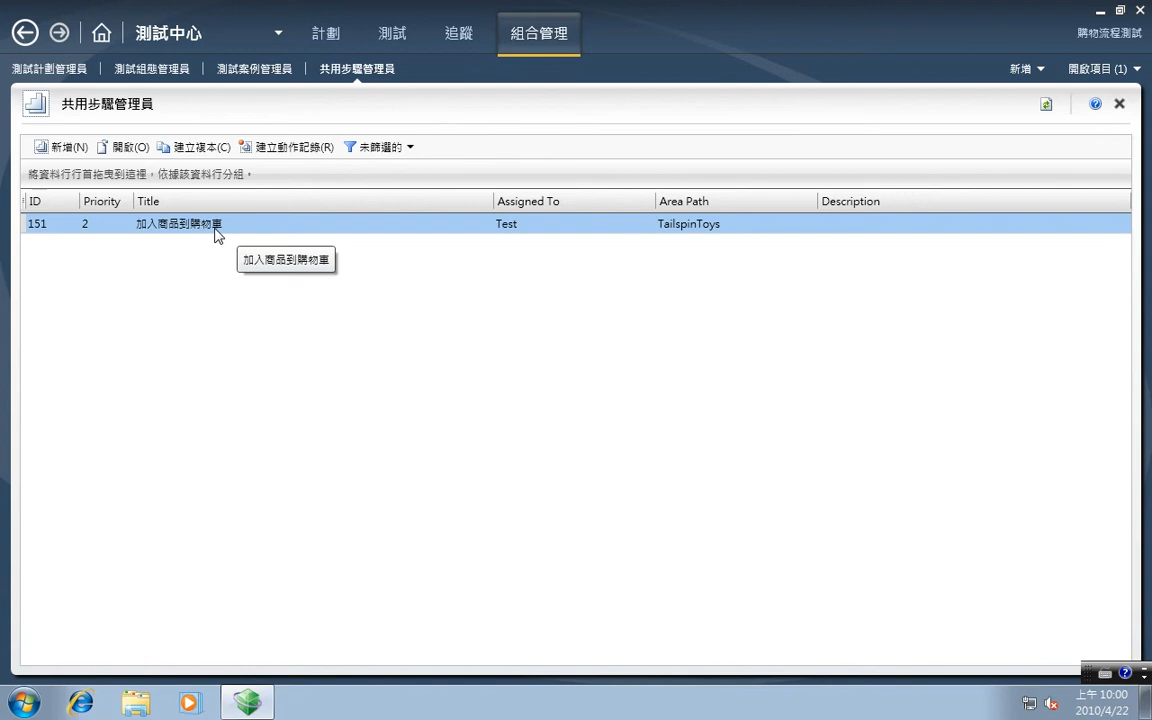 測試中心 計劃 測試 追蹤 組合管理 購物流程測試
測試計劃管理員 測試組態管理員 測試案例管理員 共用步驟管理員 新增 開啟項目 (1)
共用步驟管理員
新增(N) 開啟(O) 建立複本(C) 建立動作記錄(R) 未篩選的
將資料行行首拖曳到這裡，依據該資料行分組。
ID Priority Title Assigned To Area Path Description
151 2 加入商品到購物車 Test TailspinToys
加入商品到購物車
上午 10:00
2010/4/22